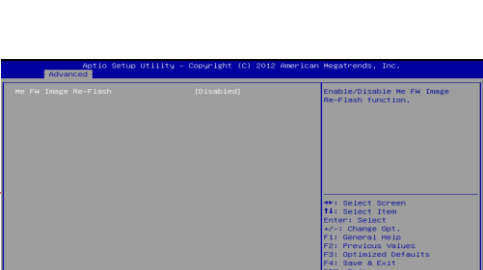 Aptio Setup Utility – Copyright (C) 2012 American Megatrends, Inc.
Advanced
Me FW Image Re-Flash [Disabled]
Enable/Disable Me FW Image
Re-Flash function.
→←: Select Screen
↑↓: Select Item
Enter: Select
+/-: Change Opt.
F1: General Help
F2: Previous Values
F3: Optimized Defaults
F4: Save & Exit